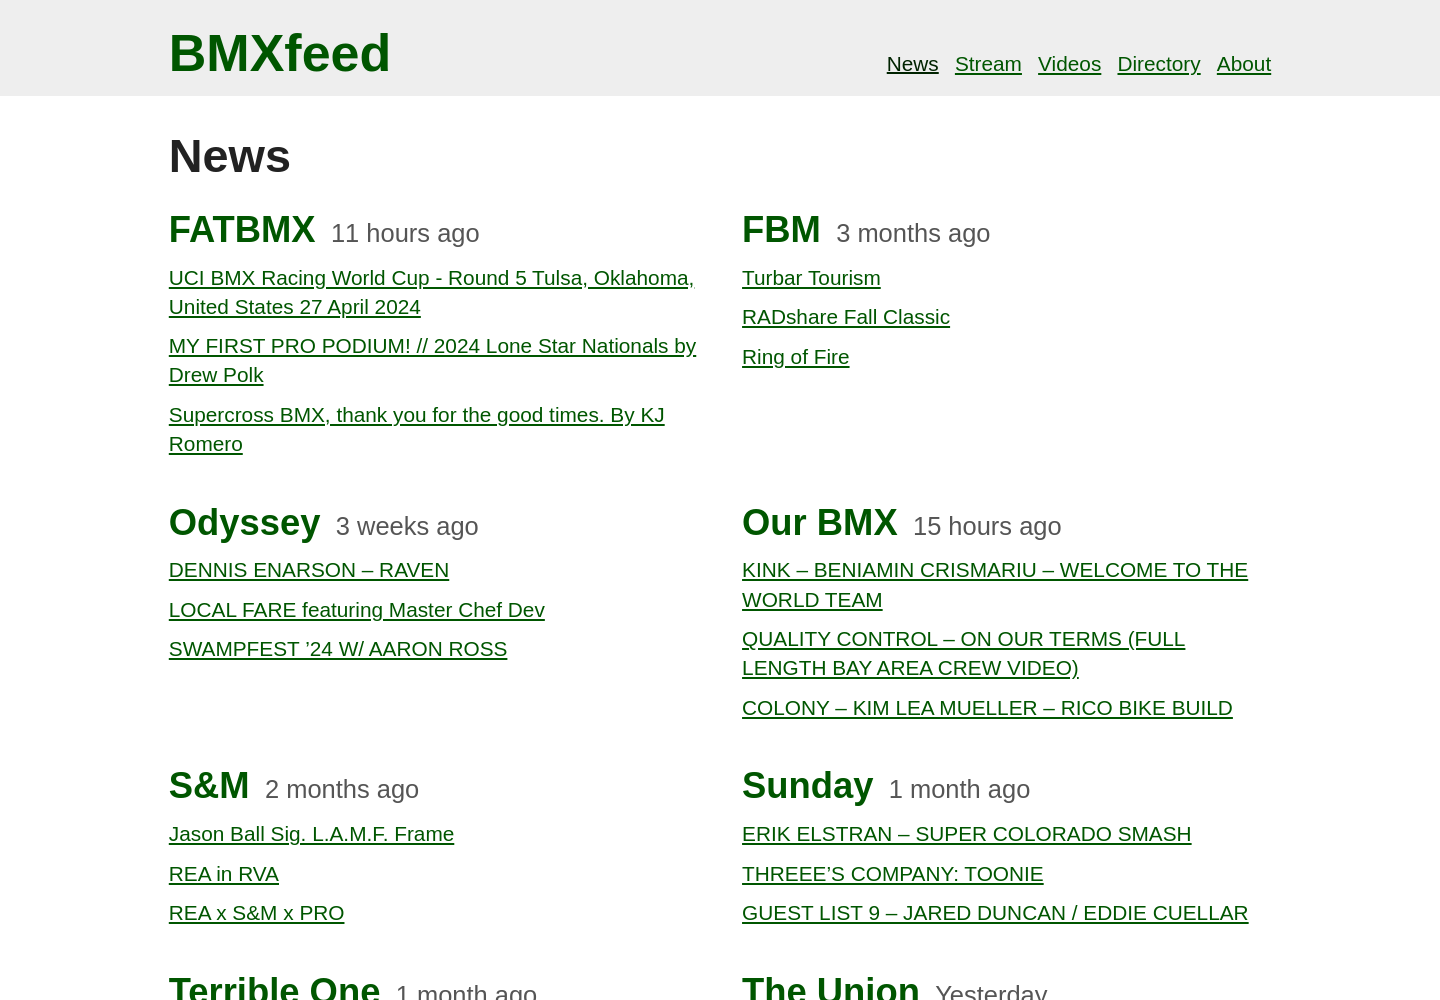 BMXfeed
News Stream Videos Directory About
News
FATBMX 11 hours ago
UCI BMX Racing World Cup - Round 5 Tulsa, Oklahoma,
United States 27 April 2024
MY FIRST PRO PODIUM! // 2024 Lone Star Nationals by
Drew Polk
Supercross BMX, thank you for the good times. By KJ
Romero
FBM 3 months ago
Turbar Tourism
RADshare Fall Classic
Ring of Fire
Odyssey 3 weeks ago
DENNIS ENARSON – RAVEN
LOCAL FARE featuring Master Chef Dev
SWAMPFEST ’24 W/ AARON ROSS
Our BMX 15 hours ago
KINK – BENIAMIN CRISMARIU – WELCOME TO THE
WORLD TEAM
QUALITY CONTROL – ON OUR TERMS (FULL
LENGTH BAY AREA CREW VIDEO)
COLONY – KIM LEA MUELLER – RICO BIKE BUILD
S&M 2 months ago
Jason Ball Sig. L.A.M.F. Frame
REA in RVA
REA x S&M x PRO
Sunday 1 month ago
ERIK ELSTRAN – SUPER COLORADO SMASH
THREEE’S COMPANY: TOONIE
GUEST LIST 9 – JARED DUNCAN / EDDIE CUELLAR
Terrible One 1 month ago
The Union Yesterday